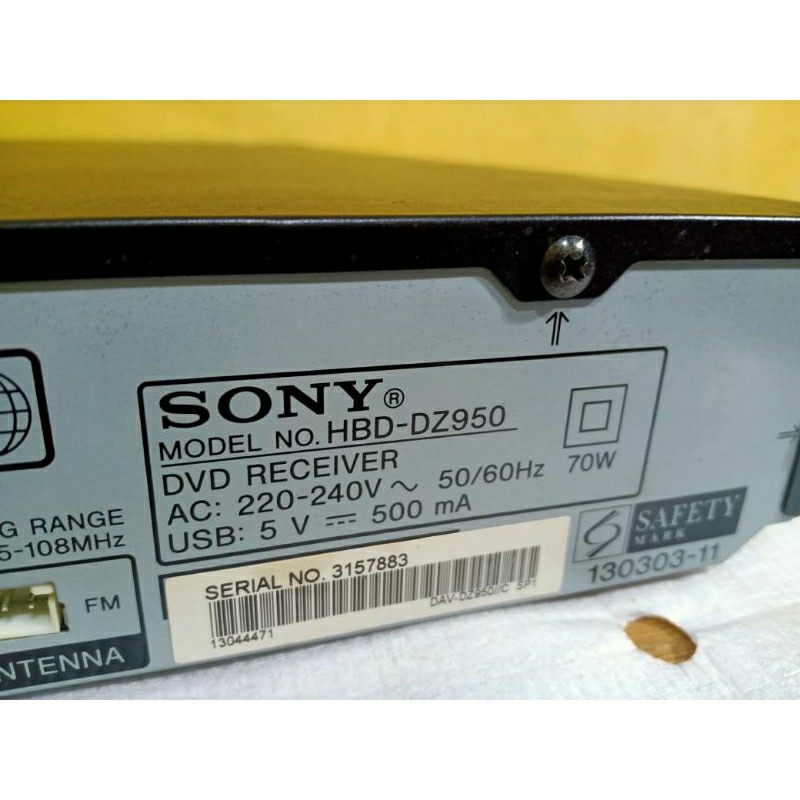 SONY®
MODEL NO. HBD-DZ950
DVD RECEIVER
AC: 220-240V ~ 50/60Hz
70W
USB: 5 V ⎓ 500 mA
G RANGE
5-108MHz
FM
NTENNA
SERIAL NO. 3157883
13044471
DAV-DZ950//C SP1
SAFETY
MARK
130303-11